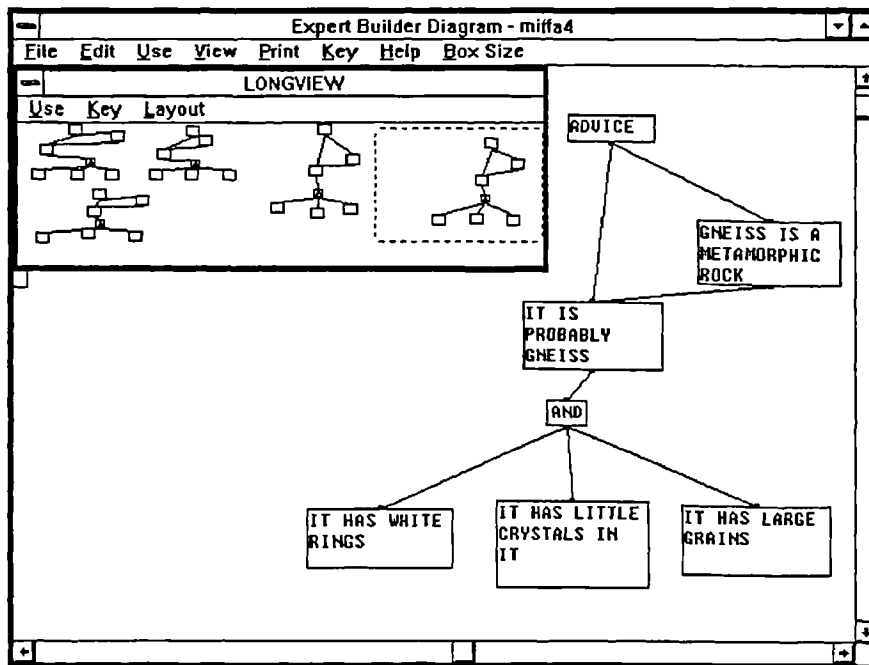 Expert Builder Diagram - miffa4
File Edit Use View Print Key Help Box Size
LONGVIEW
Use Key Layout
ADVICE
GNEISS IS A
METAMORPHIC
ROCK
IT IS
PROBABLY
GNEISS
AND
IT HAS WHITE
RINGS
IT HAS LITTLE
CRYSTALS IN
IT
IT HAS LARGE
GRAINS